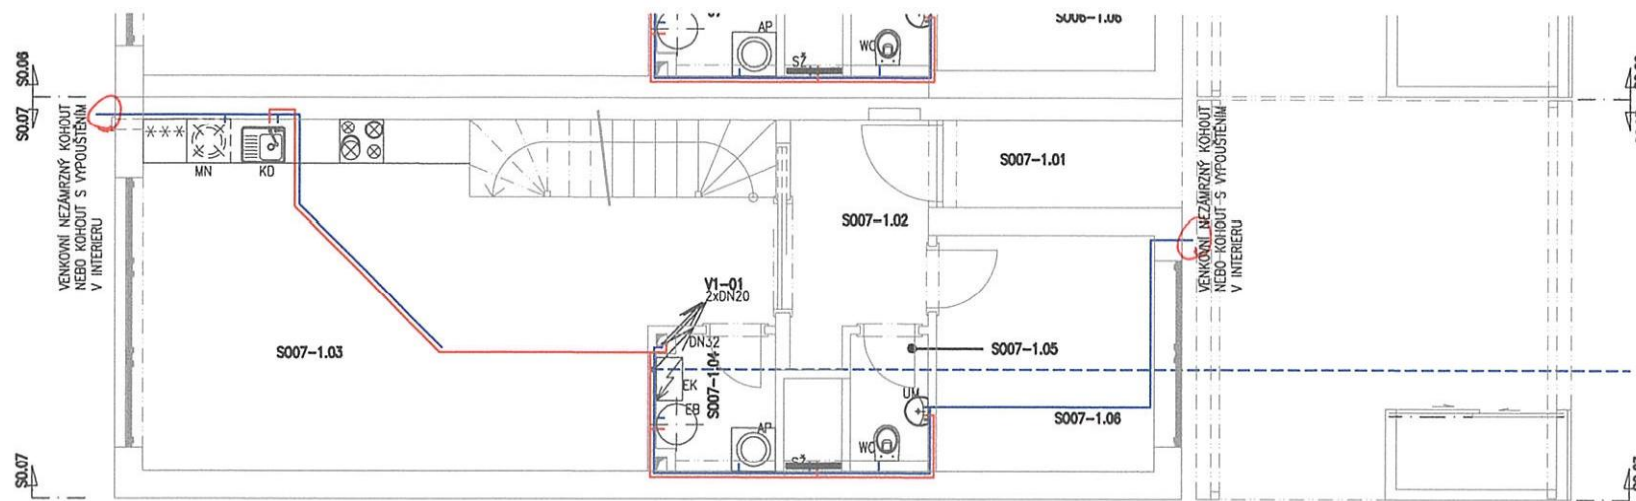 AP
WC
SŽ
S006-1.06
S0.06
S0.07
VENKOVNÍ NEZÁMRZNÝ KOHOUT
NEBO KOHOUT S VYPOUŠTĚNÍM
V INTERIERU
***
MN
KD
S007-1.01
S007-1.02
VENKOVNÍ NEZÁMRZNÝ KOHOUT
NEBO KOHOUT S VYPOUŠTĚNÍM
V INTERIERU
V1-01
2xDN20
DN32
S007-1.03
S007-1.04
S007-1.05
EK
EB
UM
S007-1.06
AP
WC
SŽ
S0.07